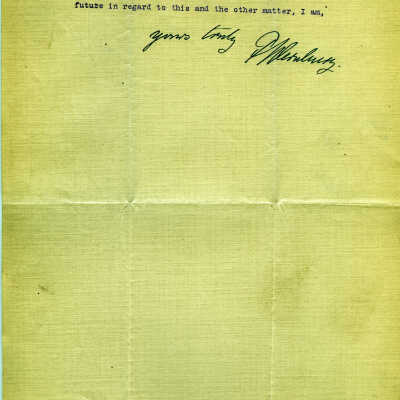 future in regard to this and the other matter, I am,
yours truly